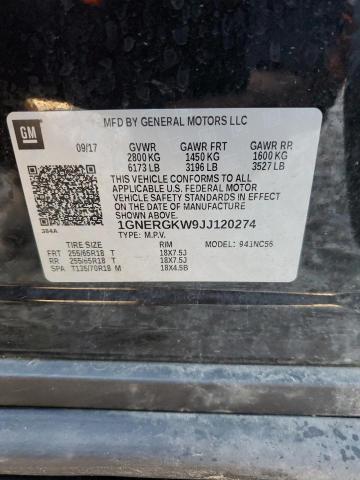 GM
MFD BY GENERAL MOTORS LLC
09/17 GVWR GAWR FRT GAWR RR
2800 KG 1450 KG 1600 KG
6173 LB 3196 LB 3527 LB
THIS VEHICLE CONFORMS TO ALL APPLICABLE
U.S. FEDERAL MOTOR
VEHICLE SAFETY STANDARDS IN EFFECT ON THE
DATE OF MANUFACTURE
SHOWN ABOVE.
384A 1GNERGKW9JJ120274
TYPE: M.P.V.
TIRE SIZE RIM MODEL: 941NC56
FRT 255/65R18 T 18X7.5J
RR 255/65R18 T 18X7.5J
SPA T135/70R18 M 18X4.5B